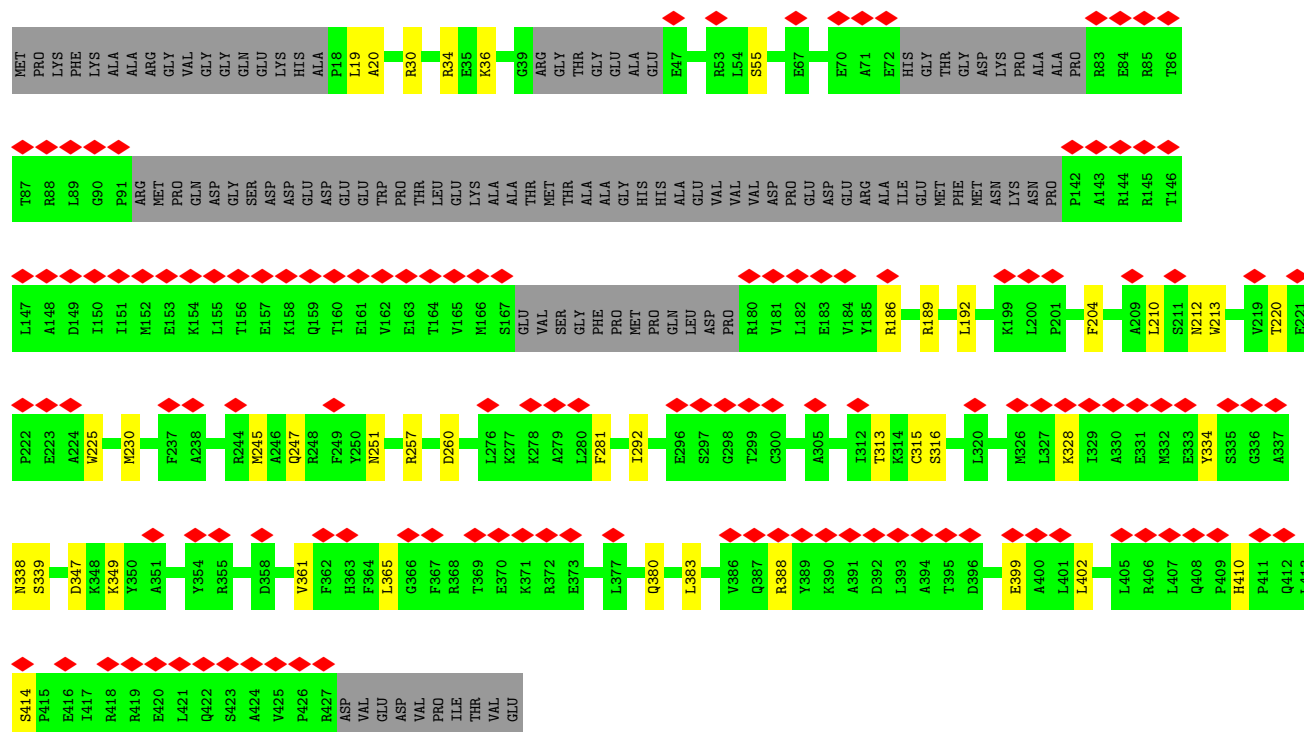 MET PRO LYS PHE LYS ALA ALA ARG GLY VAL GLY GLY GLN GLU LYS HIS ALA P18 L19 A20 R30 R34 E35 K36 G39 ARG GLY THR GLY GLU ALA GLU E47 R53 L54 S55 E67 E70 A71 E72 HIS GLY THR GLY ASP LYS PRO ALA ALA PRO R83 E84 R85 T86
T87 R88 L89 G90 P91 ARG MET PRO GLN ASP GLY SER ASP ASP GLU ASP GLU GLU TRP PRO THR LEU GLU LYS ALA ALA THR MET THR ALA ALA GLY HIS HIS ALA GLU VAL VAL VAL ASP PRO GLU ASP GLU ARG ALA ILE GLU MET PHE MET ASN LYS ASN PRO P142 A143 R144 R145 T146
L147 A148 D149 I150 I151 M152 E153 K154 L155 T156 E157 K158 Q159 T160 E161 V162 E163 T164 V165 M166 S167 GLU VAL SER GLY PHE PRO MET PRO GLN LEU ASP PRO R180 V181 L182 E183 V184 Y185 R186 R189 L192 K199 L200 P201 F204 A209 L210 S211 N212 W213 V219 T220
P222 E223 A224 W225 M230 F237 A238 R244 M245 A246 Q247 R248 F249 Y250 N251 R257 D260 L276 K277 K278 A279 L280 F281 I292 E296 S297 G298 T299 C300 A305 I312 T313 K314 C315 S316 L320 M326 L327 K328 I329 A330 E331 M332 E333 Y334 S335 G336 A337
N338 S339 D347 K348 K349 Y350 A351 Y354 R355 D358 V361 F362 H363 F364 L365 G366 F367 R368 T369 E370 K371 R372 E373 L377 Q380 L383 V386 Q387 R388 Y389 K390 A391 D392 L393 A394 T395 D396 E399 A400 L401 L402 L405 R406 L407 Q408 P409 H410 P411 Q412
S414 P415 E416 I417 R418 R419 E420 L421 Q422 S423 A424 V425 P426 R427 ASP VAL GLU ASP VAL PRO ILE THR VAL GLU